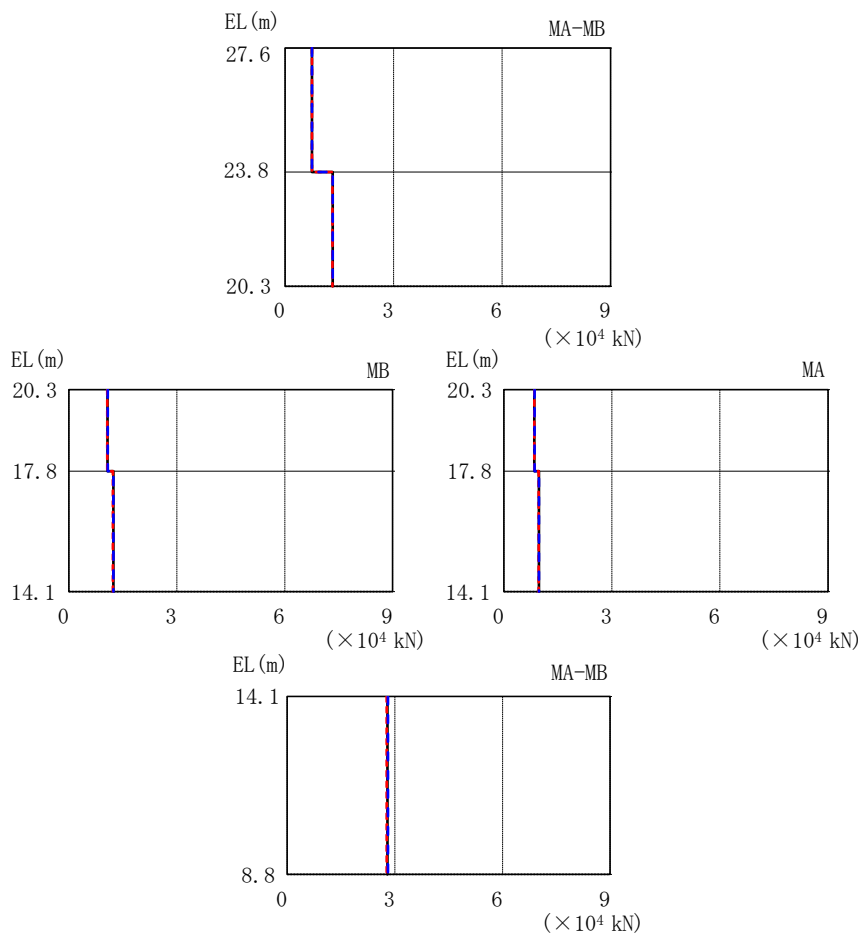 EL(m)
MA-MB
27.6
23.8
20.3
0 3 6 9
(×10⁴ kN)
EL(m)
MB
20.3
17.8
14.1
0 3 6 9
(×10⁴ kN)
EL(m)
MA
20.3
17.8
14.1
0 3 6 9
(×10⁴ kN)
EL(m)
MA-MB
14.1
8.8
0 3 6 9
(×10⁴ kN)